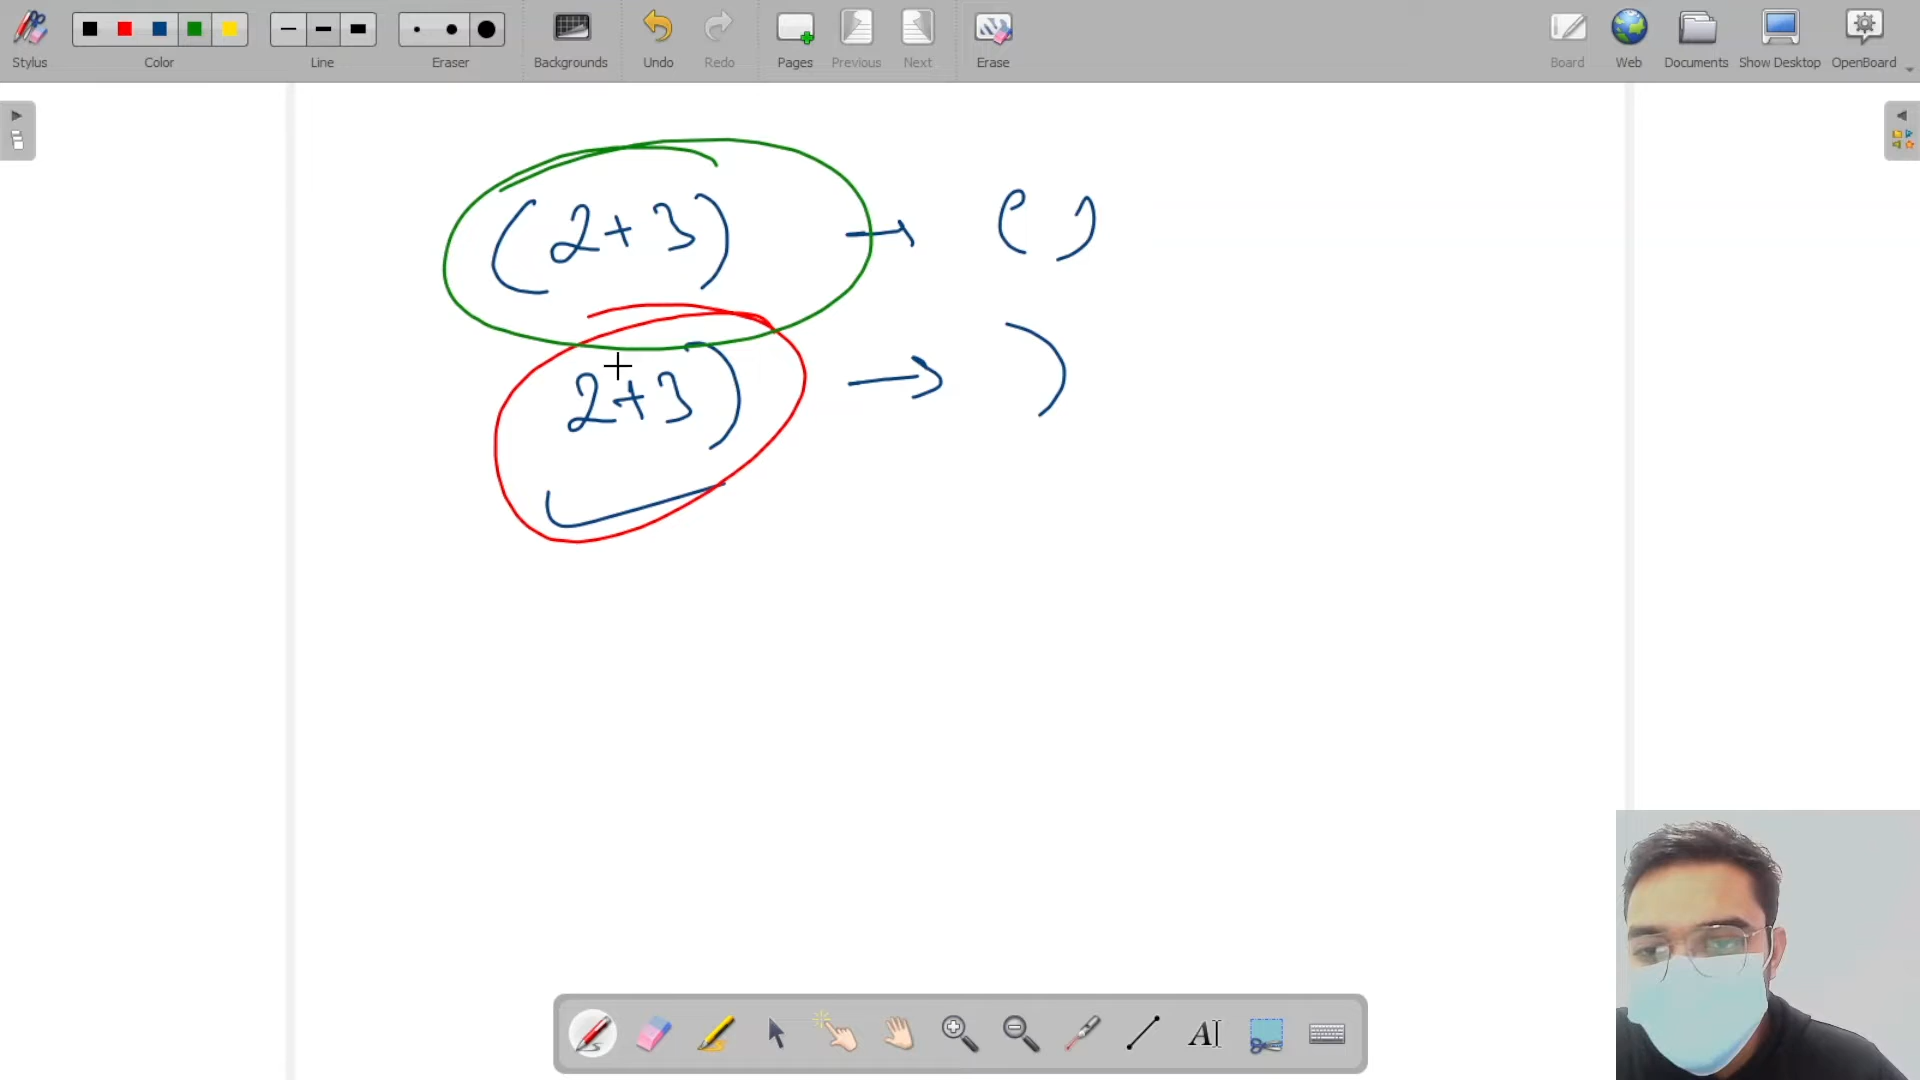 Stylus Color Line Eraser Backgrounds Undo Redo Pages Previous Next Erase Board Web Documents Show Desktop OpenBoard
(2+3) → ( )
2+3) → )
A